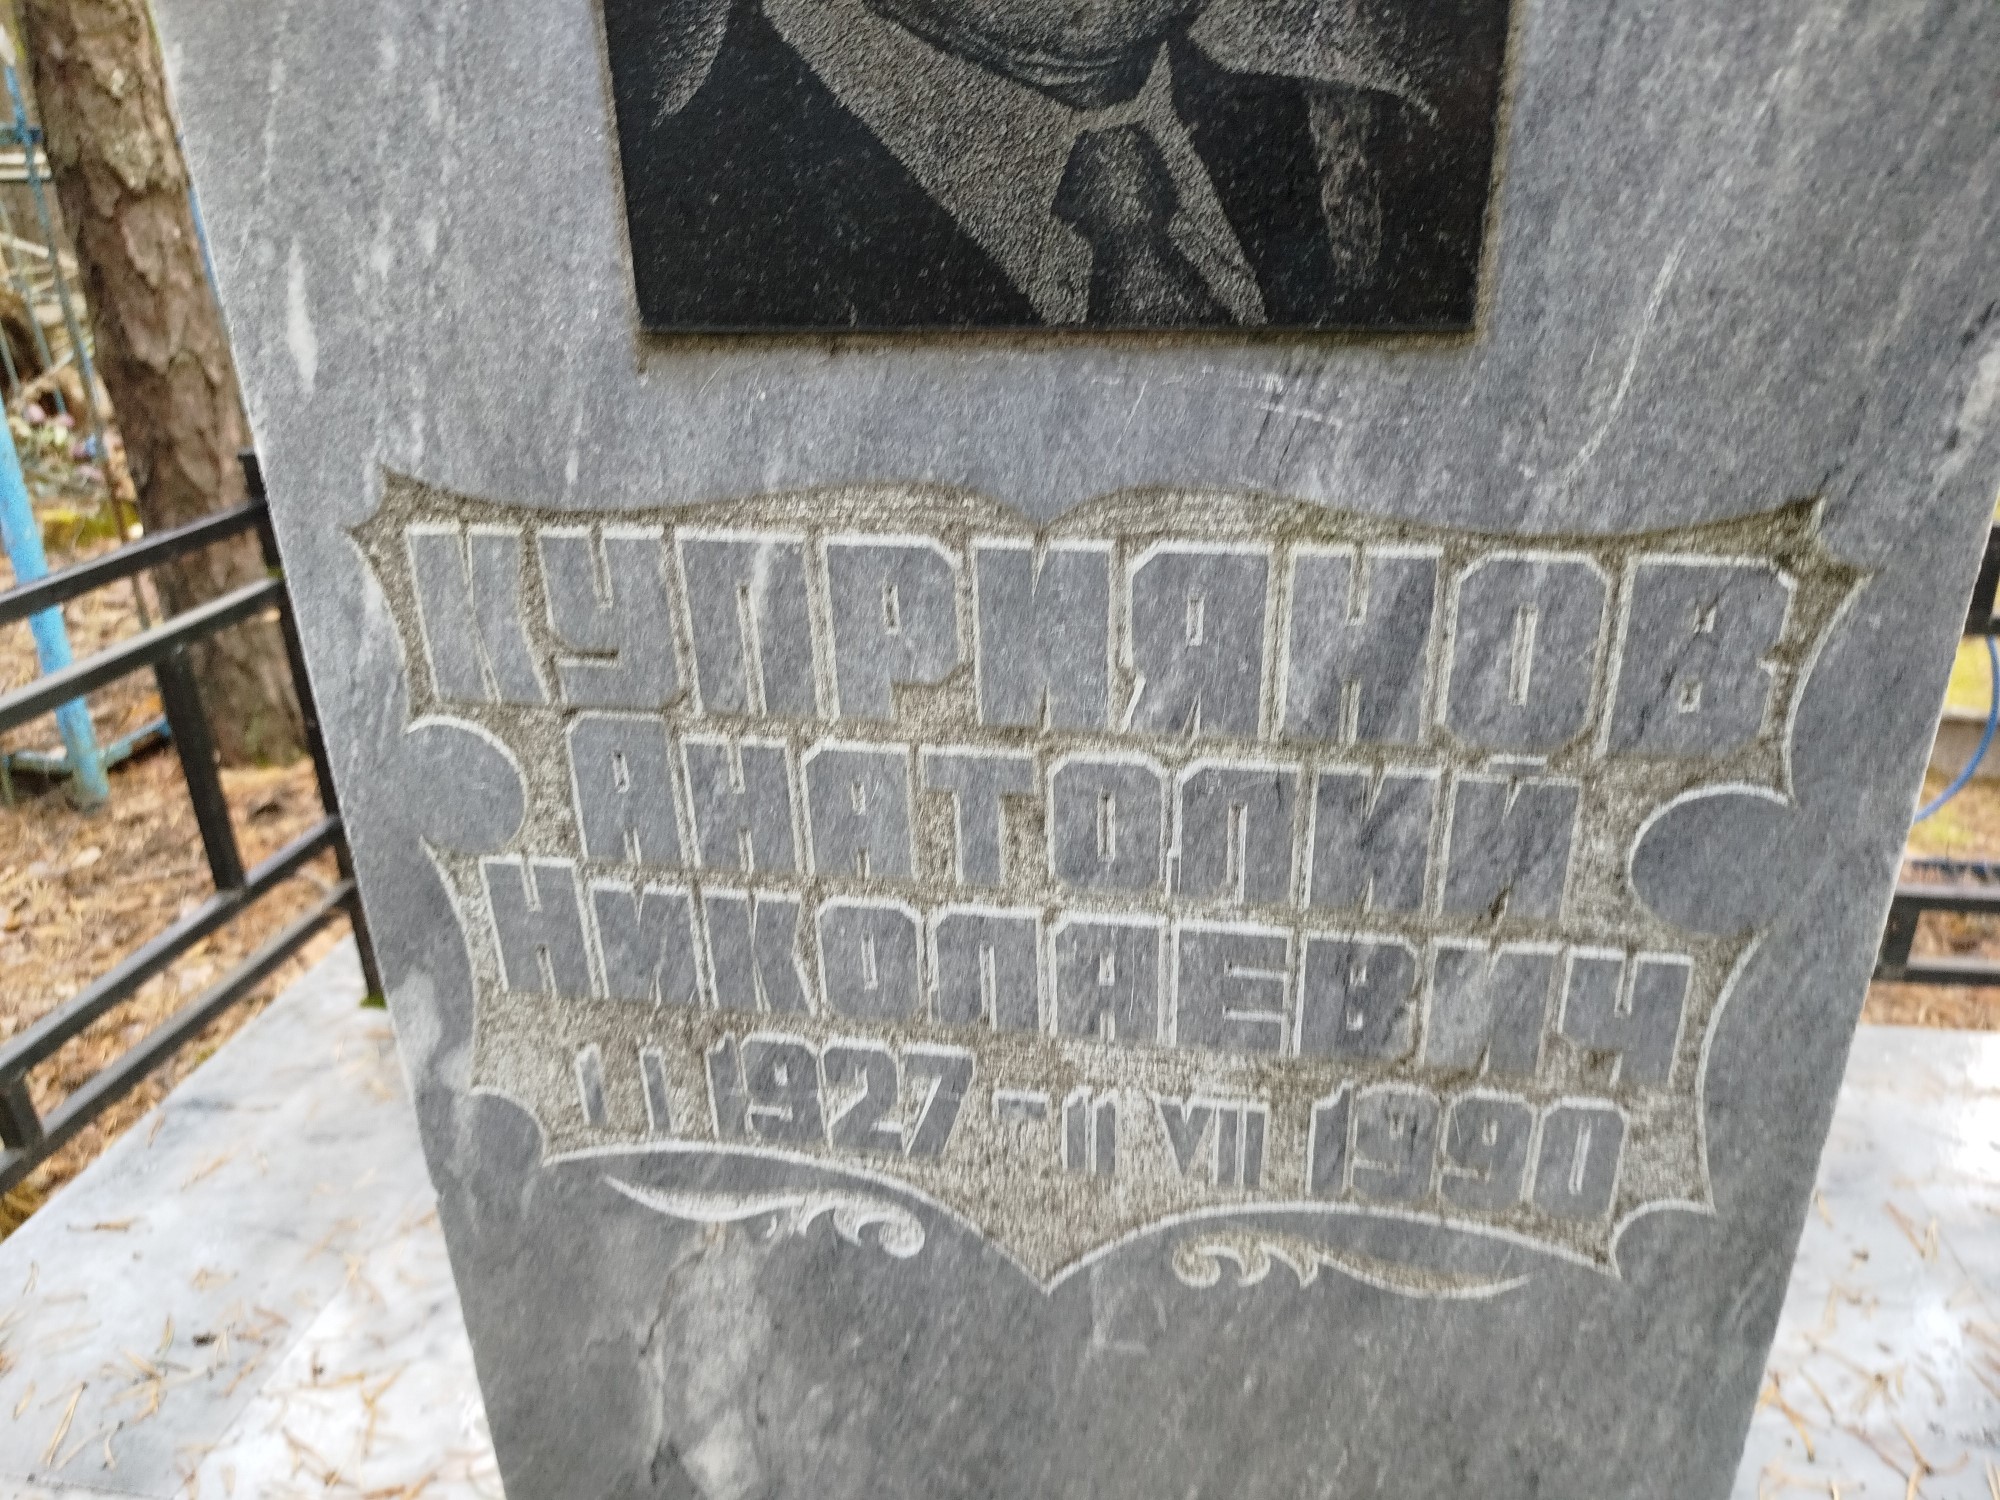 КУПРИЯНОВ
АНАТОЛИЙ
НИКОЛАЕВИЧ
1 I 1927 – 11 VII 1990